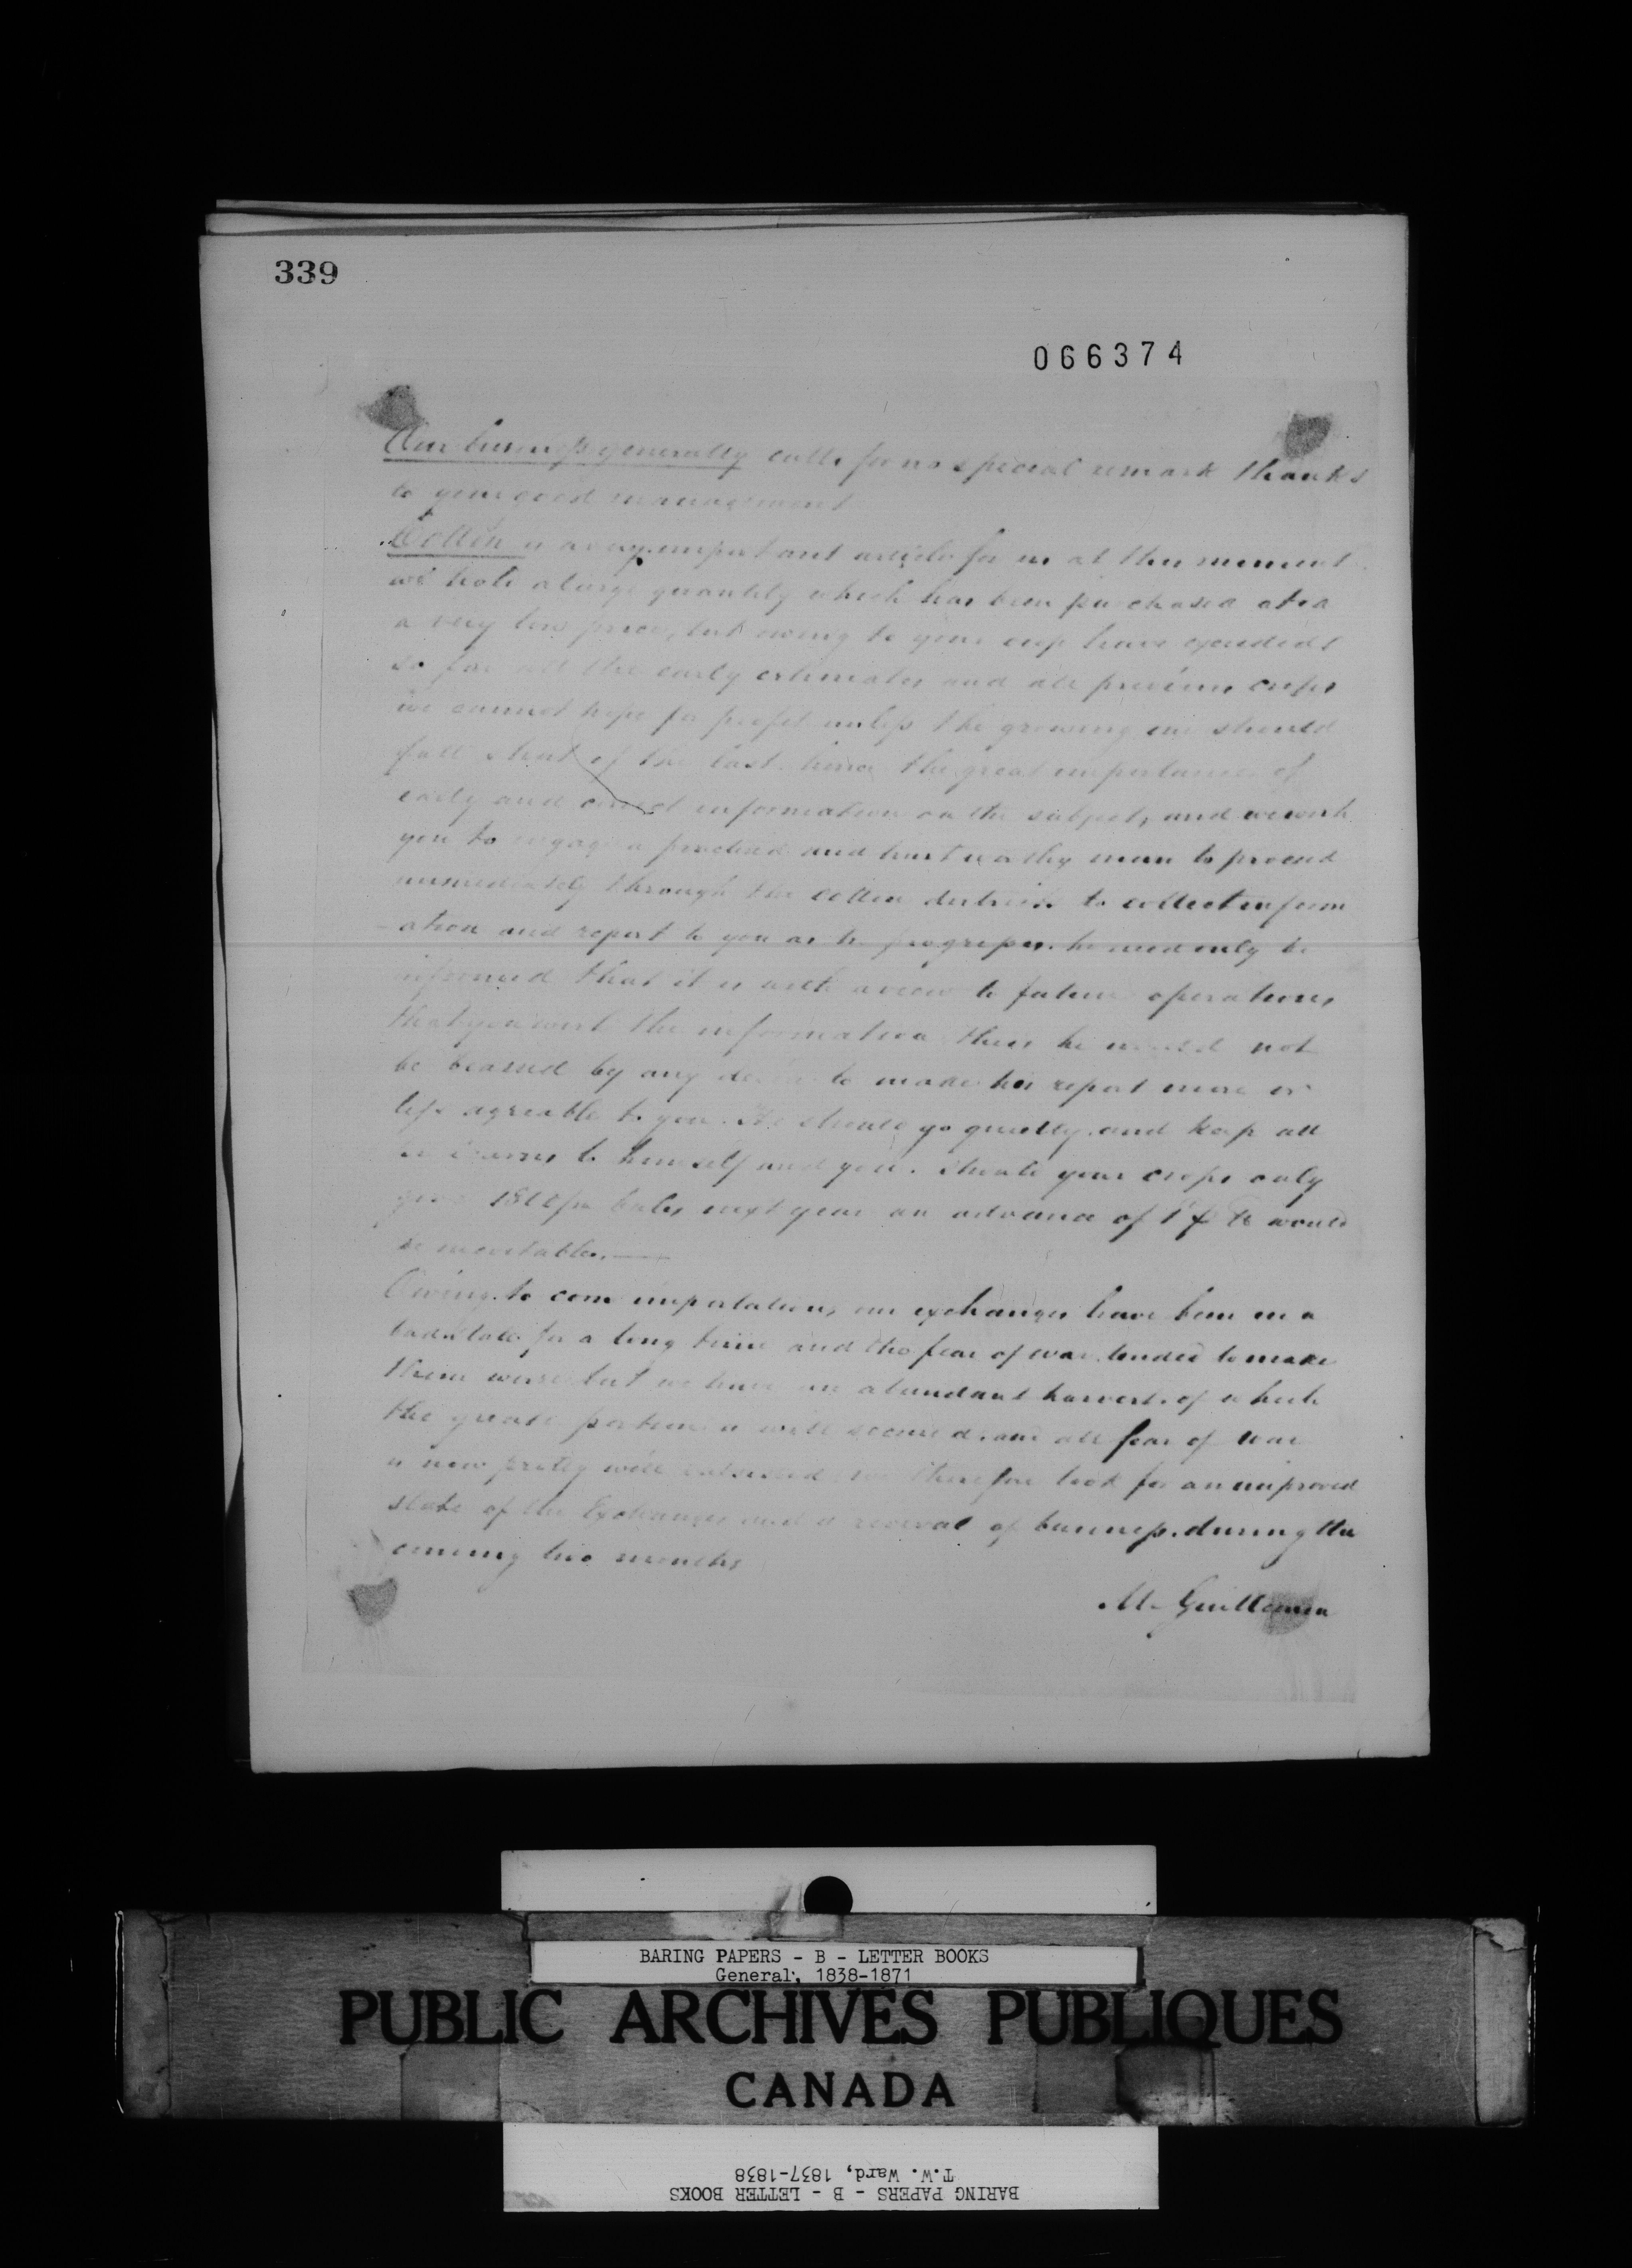 339
066374
Our business generally calls for no special remark thanks
to your good management
Cotton is a very important article for us at this moment
we hold a large quantity which has been purchased at a
a very low price, but owing to your crop have exceeded
so far all the early estimates and all previous crops
we cannot hope for profit unless the growing one should
fall short of the last. hence the great importance of
early and correct information on the subject, and we wish
you to engage a practical and trustworthy man to proceed
immediately through the cotton districts to collect inform
ation and report to you as he progresses. he need only be
informed that it is with a view to future operations,
that you want the information thus he would not
be biassed by any desire to make his report more or
less agreable to you. He should go quietly and keep all
he learns to himself and you. Should your crops only
give 1800/m bales next year an advance of 1d would
be inevitable. —
Owing to corn importations, our exchanges have been in a
bad state for a long time and the fear of war tended to make
them worse but we have an abundant harvest. of which
the greater portion is well secured. and all fear of war
is now pretty well subsided we therefore look for an improved
state of the Exchanges and a revival of business. during the
coming two months
M. Guillemin
BARING PAPERS - B - LETTER BOOKS
General, 1838-1871
PUBLIC ARCHIVES PUBLIQUES
CANADA
BARING PAPERS - B - LETTER BOOKS
T.W. Ward, 1837-1838